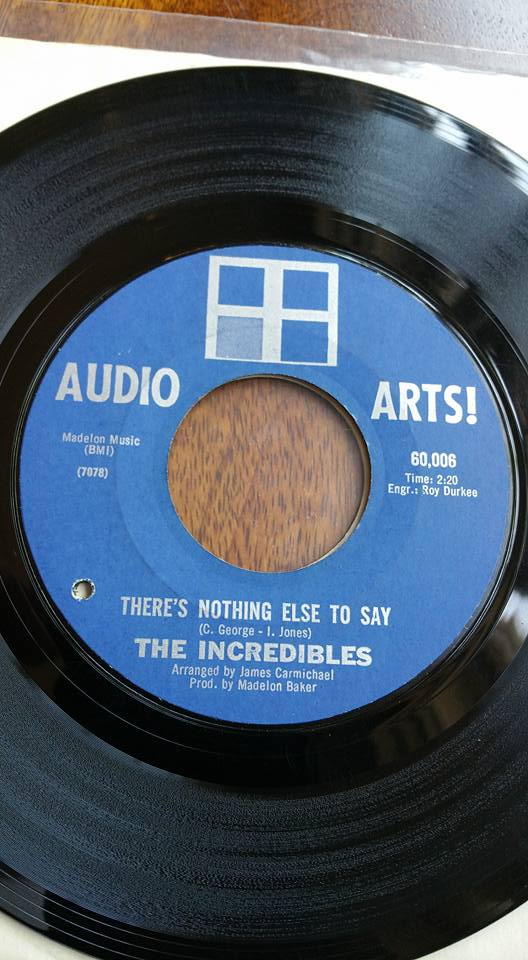 AUDIO ARTS!
Madelon Music
(BMI)
(7078)
60,006
Time: 2:20
Engr.: Roy Durkee
THERE'S NOTHING ELSE TO SAY
(C. George - I. Jones)
THE INCREDIBLES
Arranged by James Carmichael
Prod. by Madelon Baker